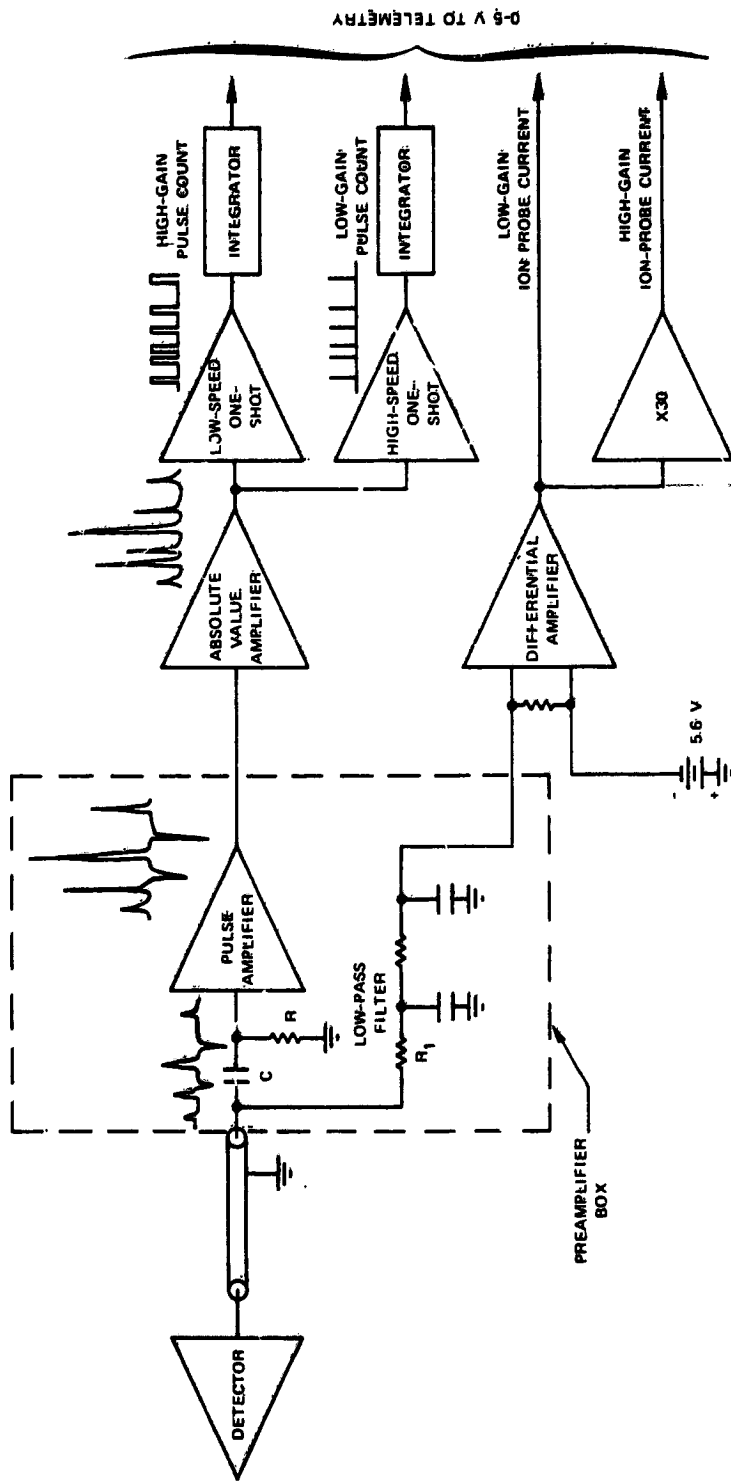 DETECTOR
PREAMPLIFIER
BOX
C
R
PULSE
AMPLIFIER
LOW-PASS
FILTER
R1
5.6 V
-
+
ABSOLUTE
VALUE
AMPLIFIER
DIFFERENTIAL
AMPLIFIER
LOW-SPEED
ONE-
SHOT
HIGH-SPEED
ONE-
SHOT
X30
HIGH-GAIN
PULSE COUNT
INTEGRATOR
LOW-GAIN
PULSE COUNT
INTEGRATOR
LOW-GAIN
ION-PROBE CURRENT
HIGH-GAIN
ION-PROBE CURRENT
0-5 V TO TELEMETRY